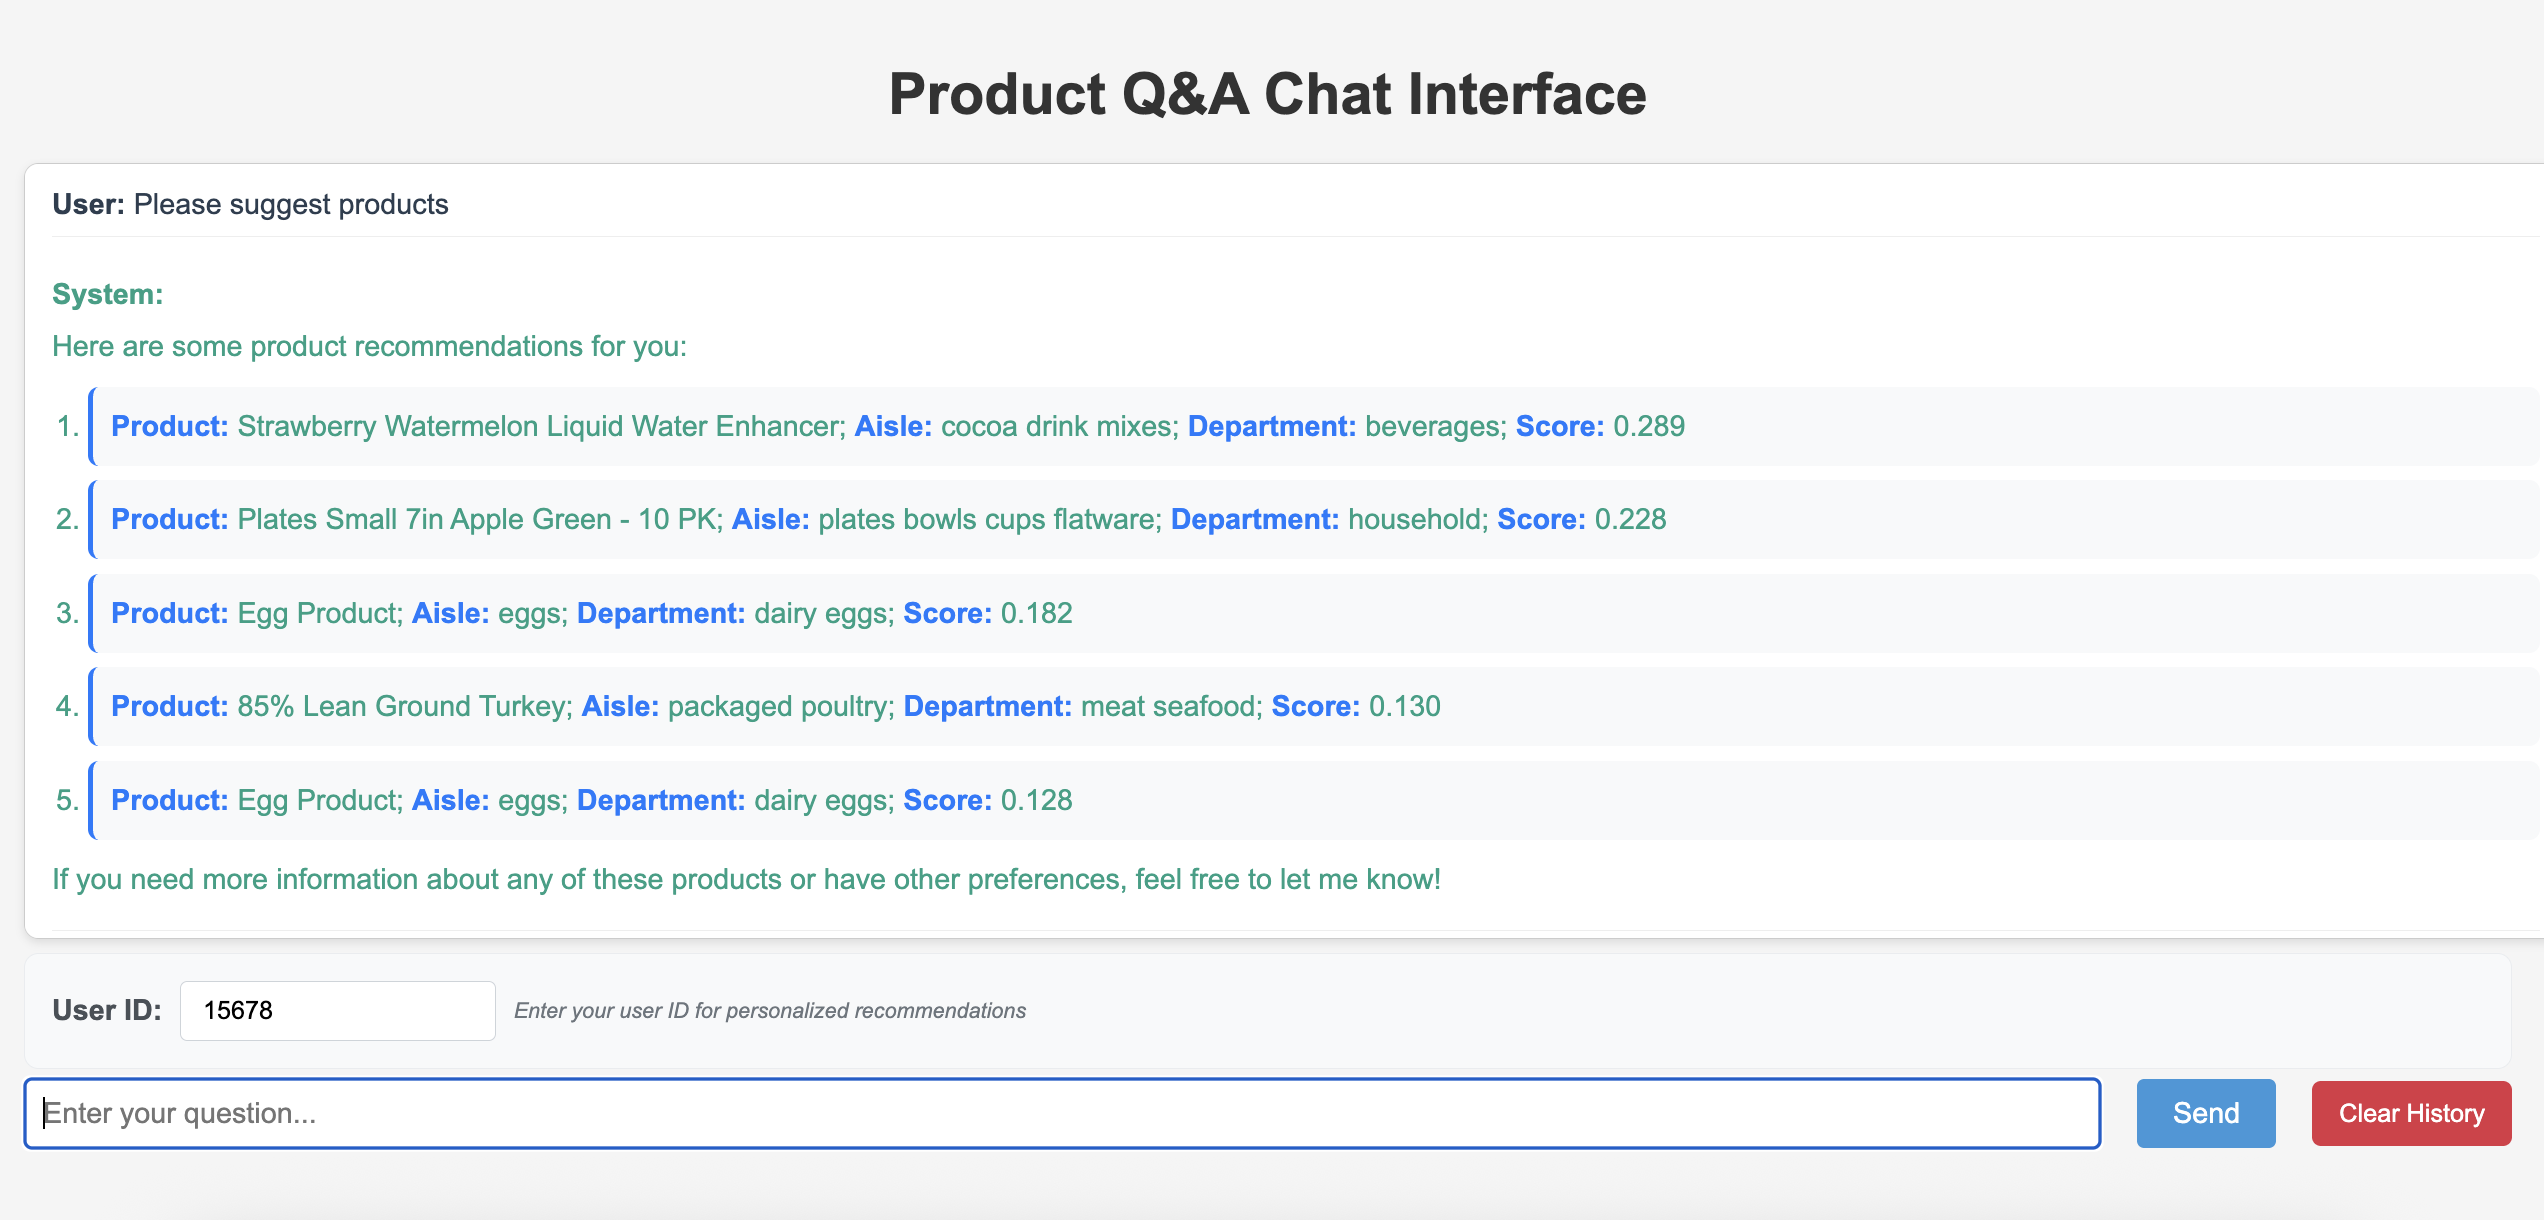 Product Q&A Chat Interface
User: Please suggest products
System:
Here are some product recommendations for you:
1. Product: Strawberry Watermelon Liquid Water Enhancer; Aisle: cocoa drink mixes; Department: beverages; Score: 0.289
2. Product: Plates Small 7in Apple Green - 10 PK; Aisle: plates bowls cups flatware; Department: household; Score: 0.228
3. Product: Egg Product; Aisle: eggs; Department: dairy eggs; Score: 0.182
4. Product: 85% Lean Ground Turkey; Aisle: packaged poultry; Department: meat seafood; Score: 0.130
5. Product: Egg Product; Aisle: eggs; Department: dairy eggs; Score: 0.128
If you need more information about any of these products or have other preferences, feel free to let me know!
User ID: 15678 Enter your user ID for personalized recommendations
Enter your question... Send Clear History